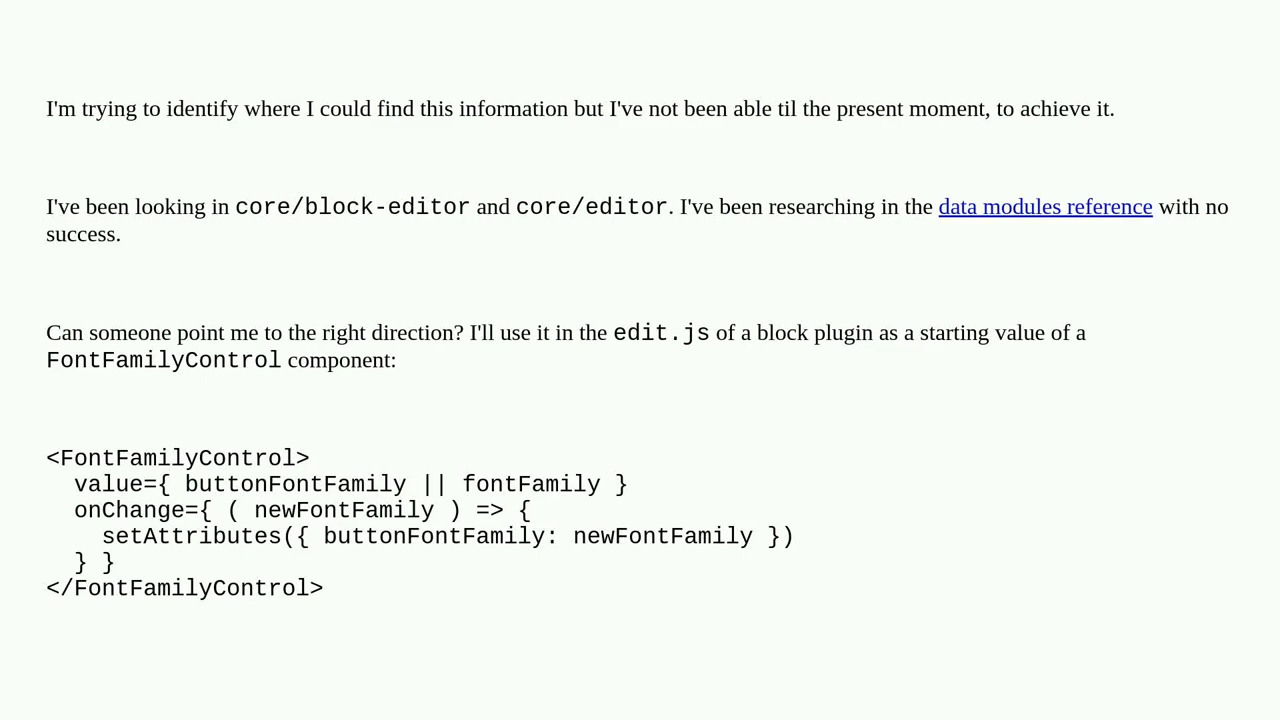 I'm trying to identify where I could find this information but I've not been able til the present moment, to achieve it.
I've been looking in core/block-editor and core/editor. I've been researching in the data modules reference with no
success.
Can someone point me to the right direction? I'll use it in the edit.js of a block plugin as a starting value of a
FontFamilyControl component:
<FontFamilyControl>
  value={ buttonFontFamily || fontFamily }
  onChange={ ( newFontFamily ) => {
    setAttributes({ buttonFontFamily: newFontFamily })
  } }
</FontFamilyControl>